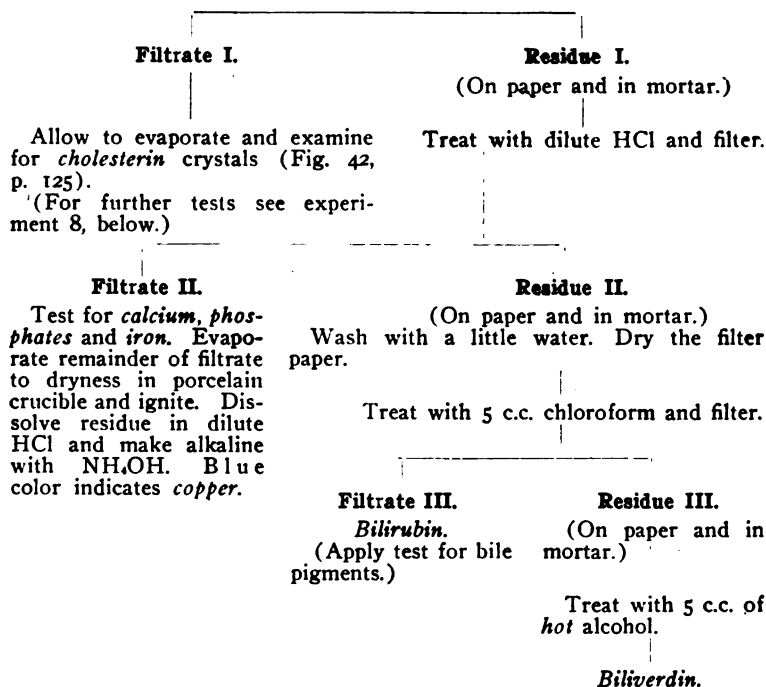 Filtrate I.
Residue I.
(On paper and in mortar.)
Allow to evaporate and examine
for cholesterin crystals (Fig. 42,
p. 125).
(For further tests see experi-
ment 8, below.)
Treat with dilute HCl and filter.
Filtrate II.
Test for calcium, phos-
phates and iron. Evapo-
rate remainder of filtrate
to dryness in porcelain
crucible and ignite. Dis-
solve residue in dilute
HCl and make alkaline
with NH₄OH. Blue
color indicates copper.
Residue II.
(On paper and in mortar.)
Wash with a little water. Dry the filter
paper.
Treat with 5 c.c. chloroform and filter.
Filtrate III.
Bilirubin.
(Apply test for bile
pigments.)
Residue III.
(On paper and in
mortar.)
Treat with 5 c.c. of
hot alcohol.
Biliverdin.